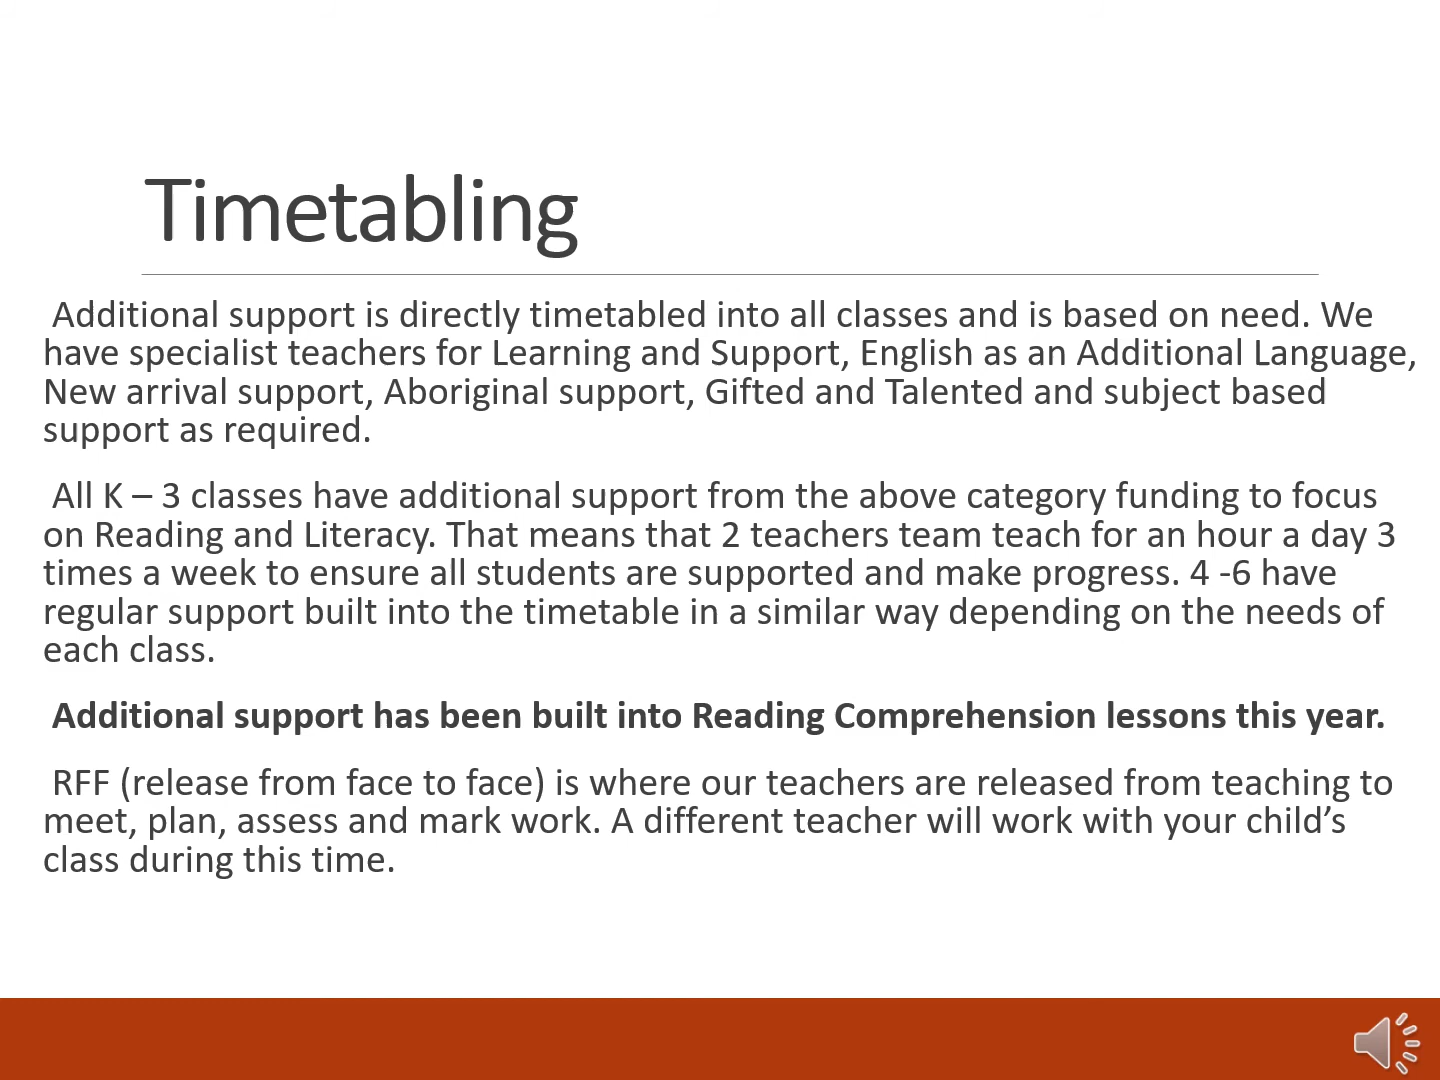 Timetabling
Additional support is directly timetabled into all classes and is based on need. We
have specialist teachers for Learning and Support, English as an Additional Language,
New arrival support, Aboriginal support, Gifted and Talented and subject based
support as required.
All K – 3 classes have additional support from the above category funding to focus
on Reading and Literacy. That means that 2 teachers team teach for an hour a day 3
times a week to ensure all students are supported and make progress. 4 -6 have
regular support built into the timetable in a similar way depending on the needs of
each class.
Additional support has been built into Reading Comprehension lessons this year.
RFF (release from face to face) is where our teachers are released from teaching to
meet, plan, assess and mark work. A different teacher will work with your child’s
class during this time.